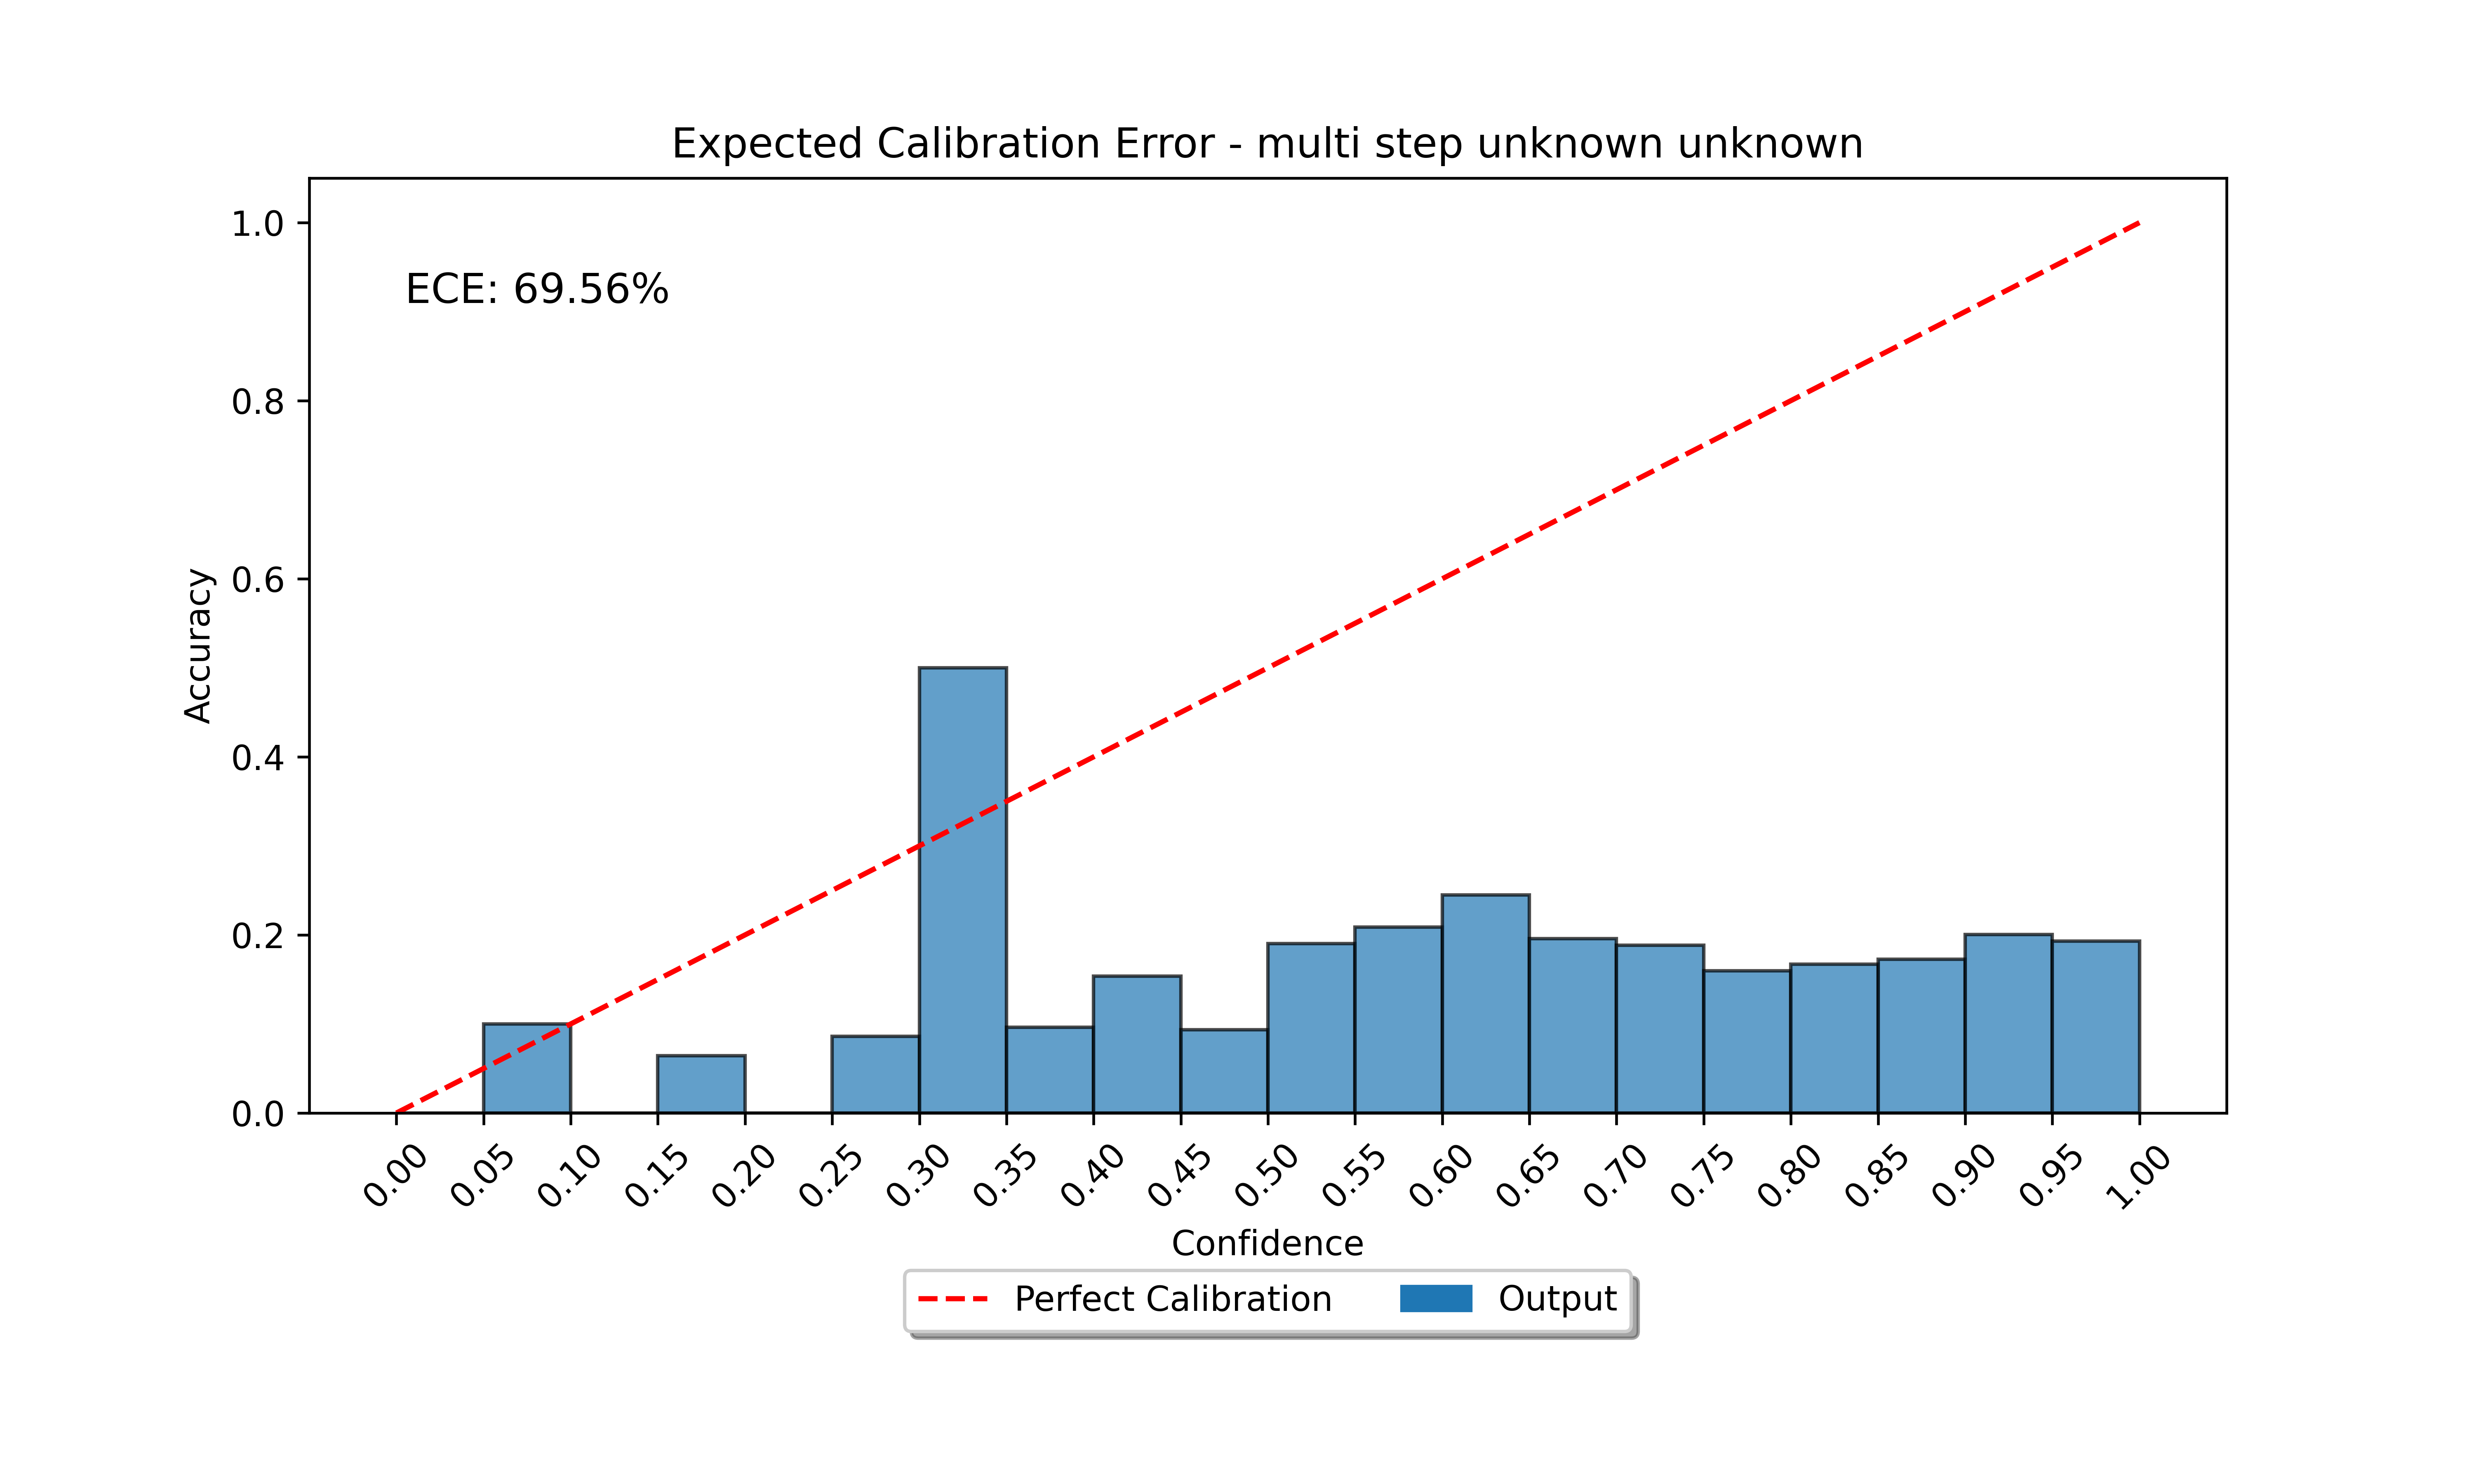 Expected Calibration Error - multi step unknown unknown
ECE: 69.56%
Accuracy
1.0
0.8
0.6
0.4
0.2
0.0
0.00 0.05 0.10 0.15 0.20 0.25 0.30 0.35 0.40 0.45 0.50 0.55 0.60 0.65 0.70 0.75 0.80 0.85 0.90 0.95 1.00
Confidence
Perfect Calibration Output